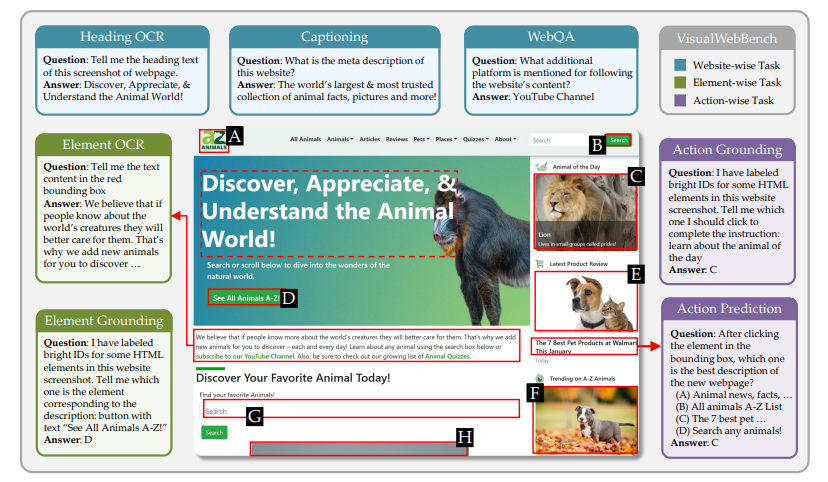 Heading OCR
Question: Tell me the heading text
of this screenshot of webpage.
Answer: Discover, Appreciate, &
Understand the Animal World!
Captioning
Question: What is the meta description of
this website?
Answer: The world's largest & most trusted
collection of animal facts, pictures and more!
WebQA
Question: What additional
platform is mentioned for following
the website's content?
Answer: YouTube Channel
VisualWebBench
Website-wise Task
Element-wise Task
Action-wise Task
Element OCR
Question: Tell me the text
content in the red
bounding box
Answer: We believe that if
people know about the
world's creatures they will
better care for them. That's
why we add new animals
for you to discover …
Element Grounding
Question: I have labeled
bright IDs for some HTML
elements in this website
screenshot. Tell me which
one is the element
corresponding to the
description: button with
text "See All Animals A-Z!"
Answer: D
aZ
ANIMALS
A
All Animals Animals Articles Reviews Pets Places Quizzes About
Search
B
Search
Discover, Appreciate, &
Understand the Animal
World!
Search or scroll below to dive into the wonders of the
natural world.
See All Animals A-Z!
D
Animal of the Day
C
Lion
Lives in small groups called prides!
Latest Product Review
E
The 7 Best Pet Products at Walmart
This January
Today
Trending on A-Z Animals
F
We believe that if people know more about the world's creatures they will better care for them. That's why we add
new animals for you to discover – each and every day! Learn about any animal using the search box below or
subscribe to our YouTube Channel. Also, be sure to check out our growing list of Animal Quizzes.
Discover Your Favorite Animal Today!
Find your favorite Animals!
Search
G
Search
H
Action Grounding
Question: I have labeled
bright IDs for some HTML
elements in this website
screenshot. Tell me which
one I should click to
complete the instruction:
learn about the animal of
the day
Answer: C
Action Prediction
Question: After clicking
the element in the
bounding box, which one
is the best description of
the new webpage?
(A) Animal news, facts, …
(B) All animals A-Z List
(C) The 7 best pet …
(D) Search any animals!
Answer: C